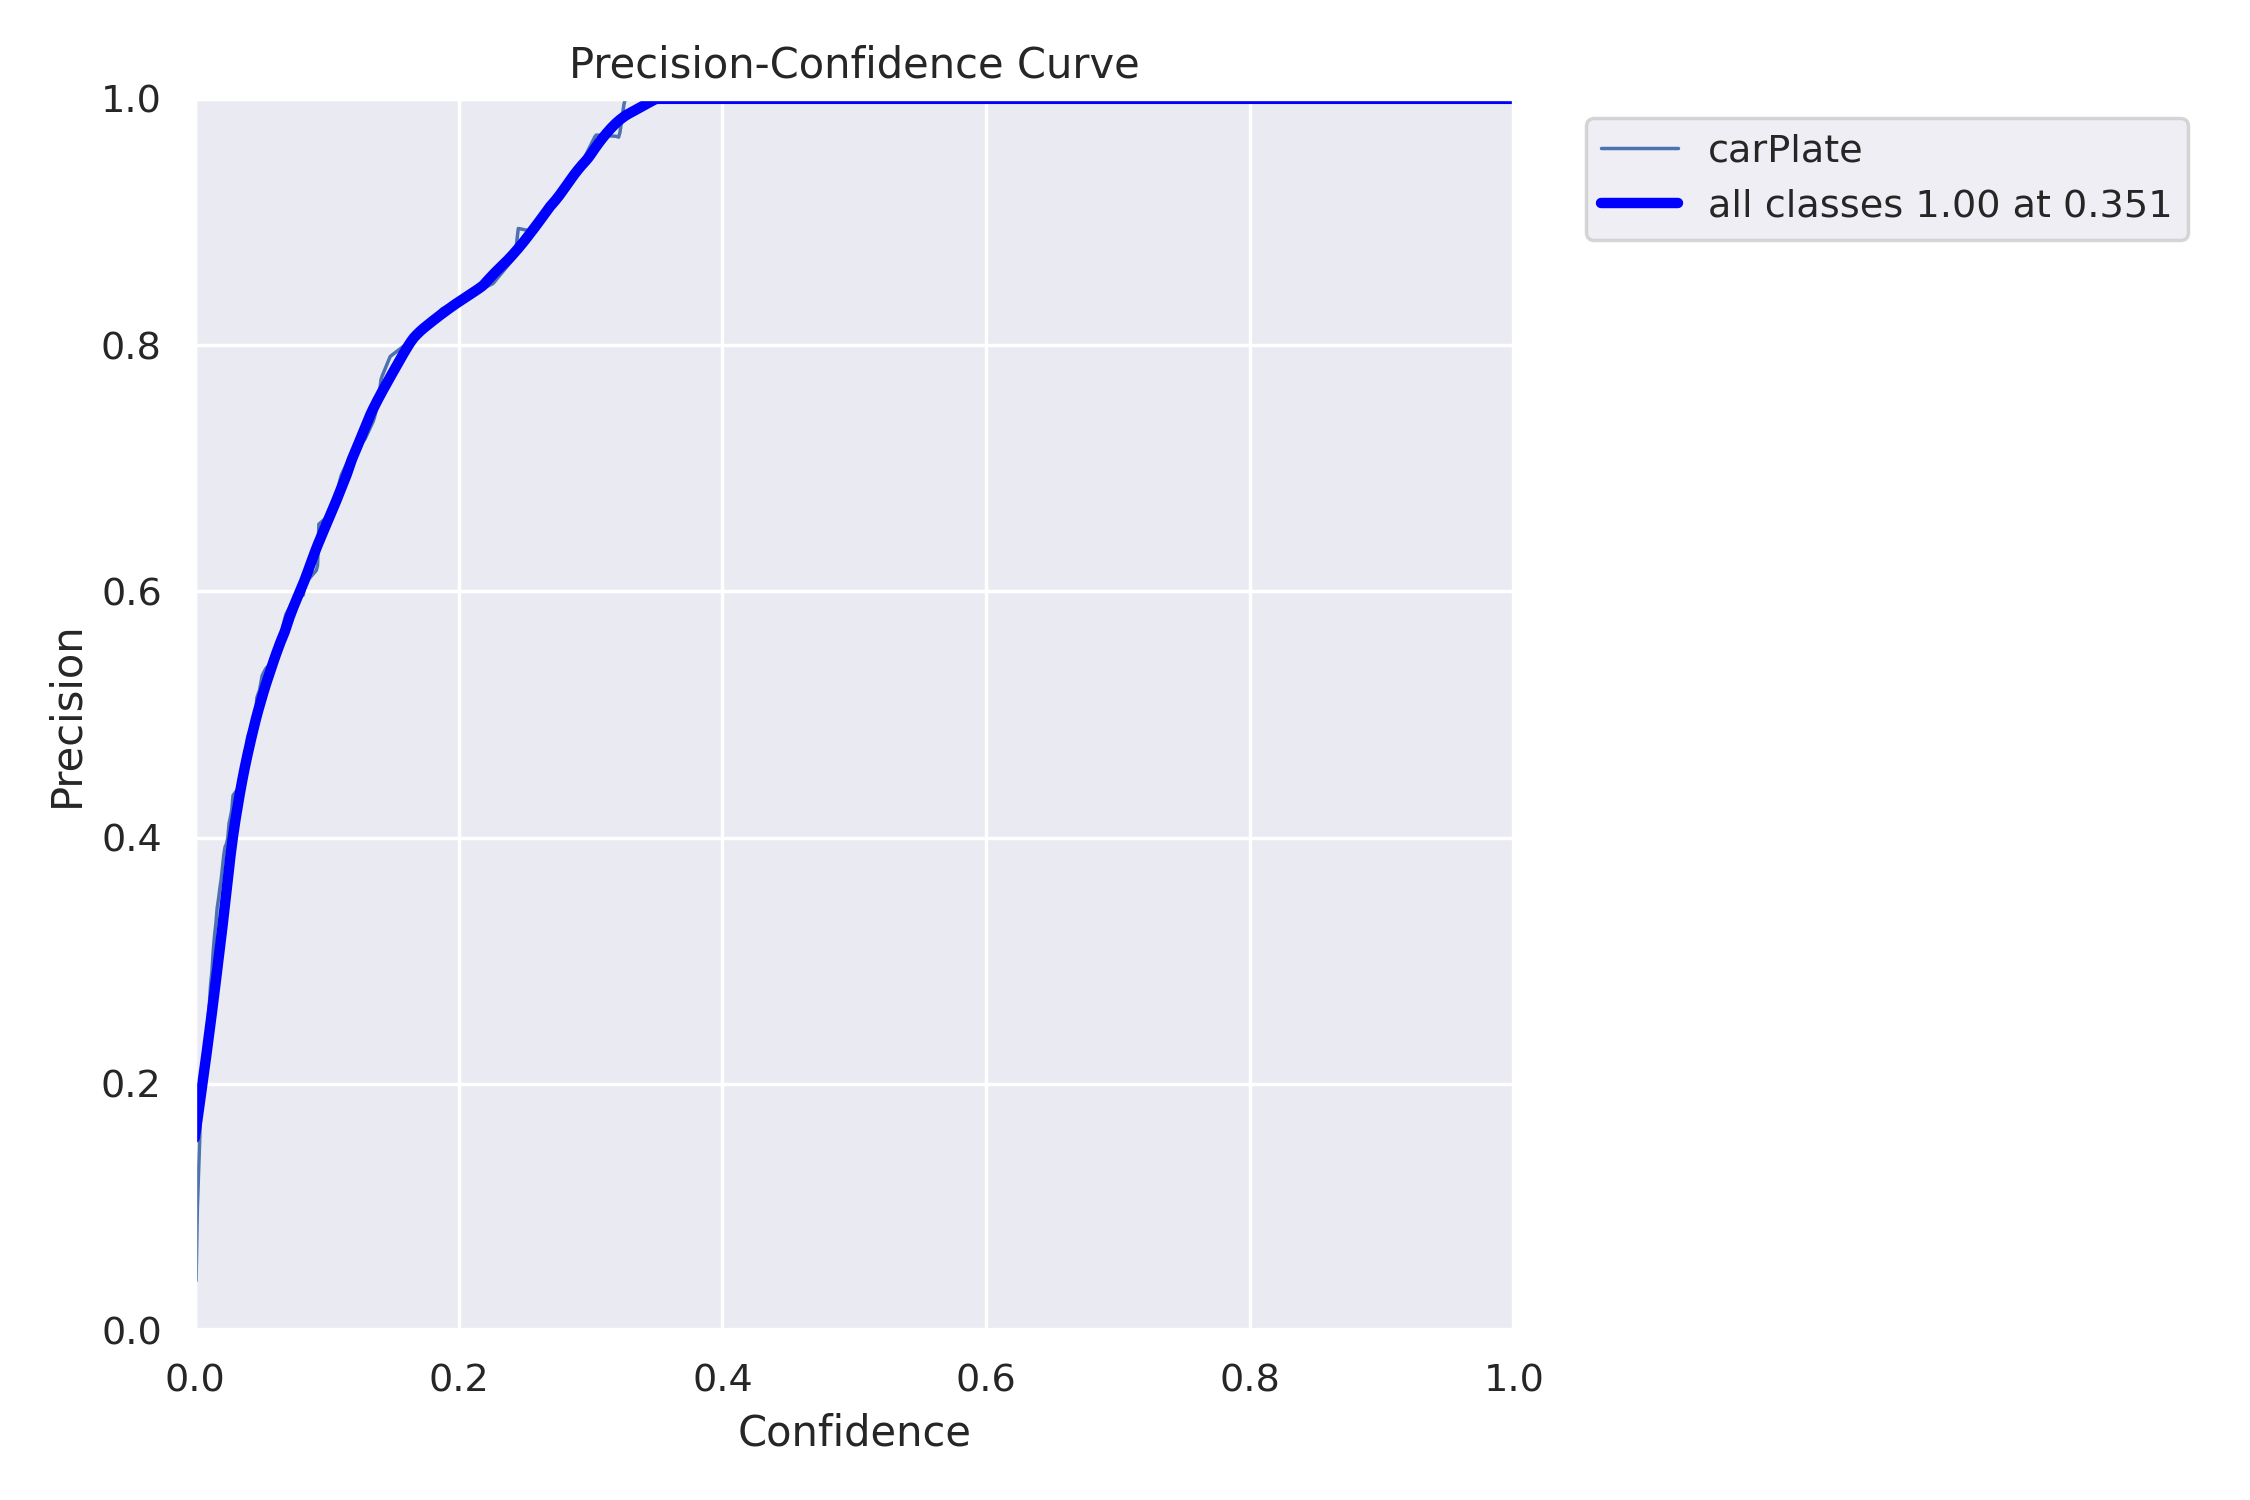 Precision-Confidence Curve
1.0
0.8
0.6
0.4
0.2
0.0
Precision
0.0 0.2 0.4 0.6 0.8 1.0
Confidence
carPlate
all classes 1.00 at 0.351